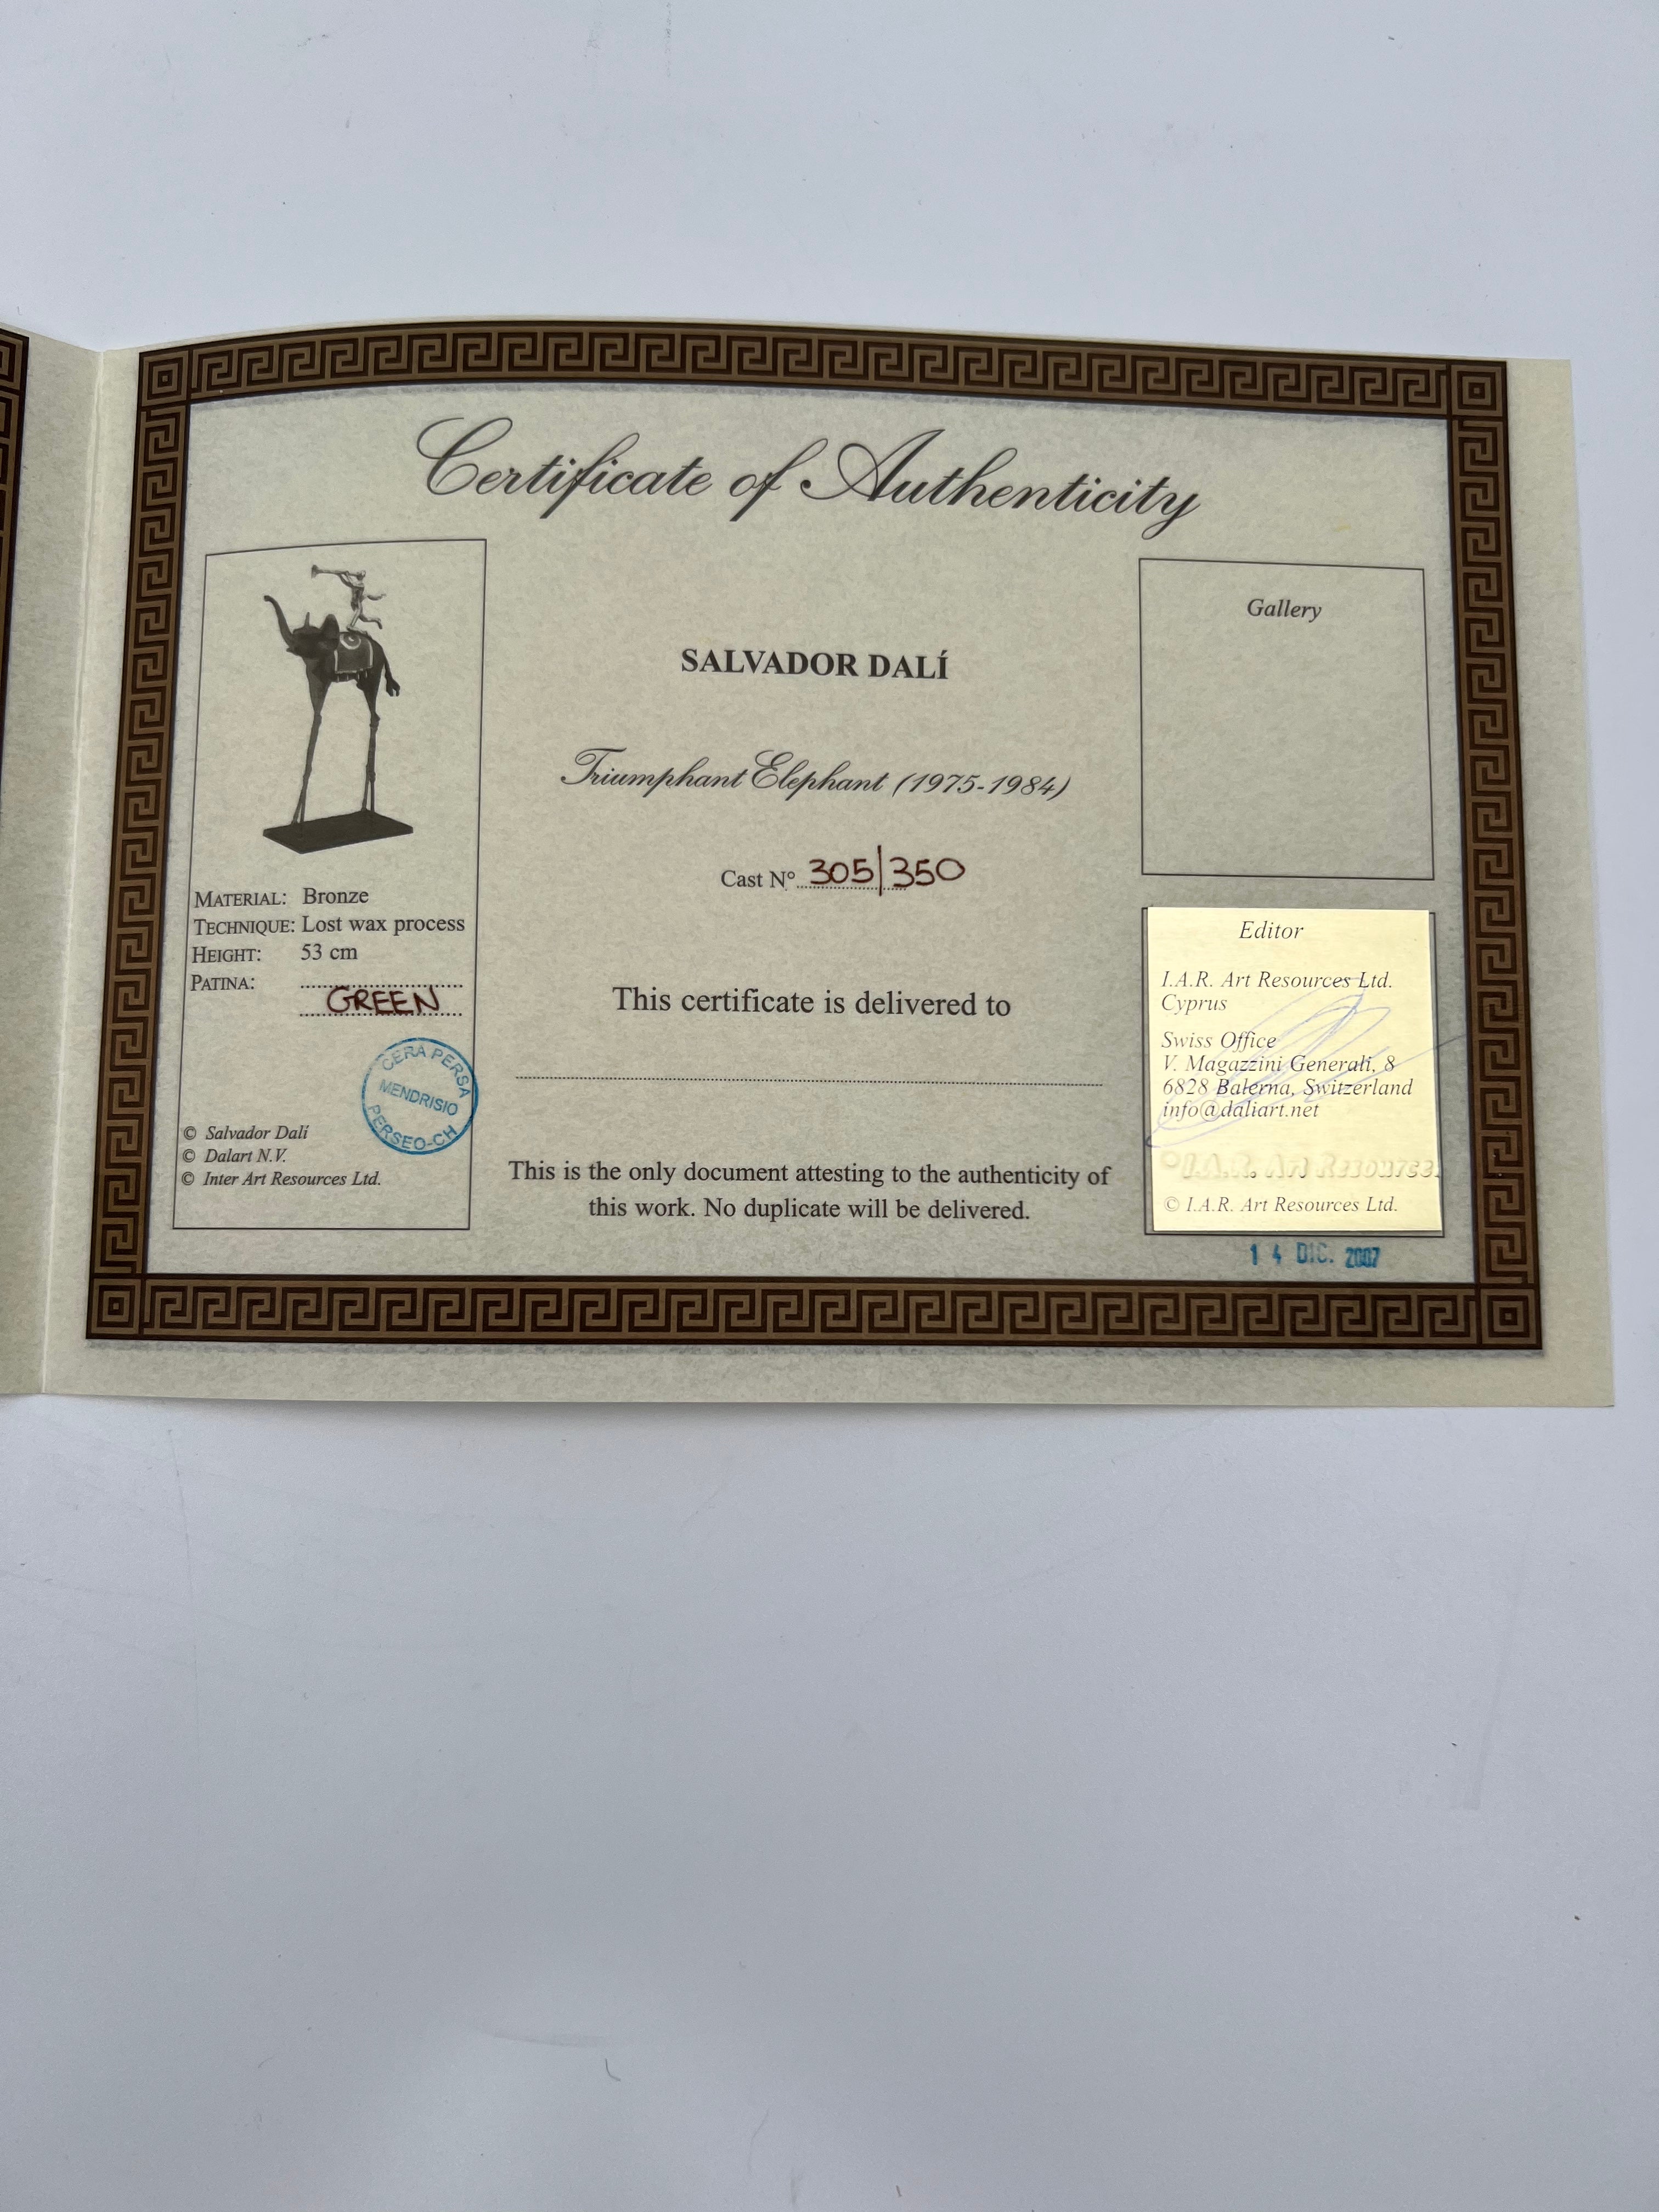 Certificate of Authenticity
SALVADOR DALÍ
Triumphant Elephant (1975-1984)
Cast N° 305/350
This certificate is delivered to
This is the only document attesting to the authenticity of
this work. No duplicate will be delivered.
MATERIAL: Bronze
TECHNIQUE: Lost wax process
HEIGHT: 53 cm
PATINA:
GREEN
CERA PERSA
MENDRISIO
PERSEO-CH
© Salvador Dalí
© Dalart N.V.
© Inter Art Resources Ltd.
Gallery
Editor
I.A.R. Art Resources Ltd.
Cyprus
Swiss Office
V. Magazzini Generali, 8
6828 Balerna, Switzerland
info@daliart.net
© I.A.R. Art Resources
© I.A.R. Art Resources Ltd.
14 DIC. 2007